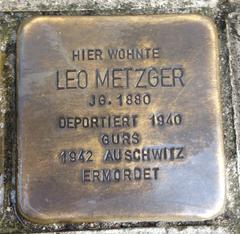 HIER WOHNTE
LEO METZGER
JG. 1880
DEPORTIERT 1940
GURS
1942 AUSCHWITZ
ERMORDET